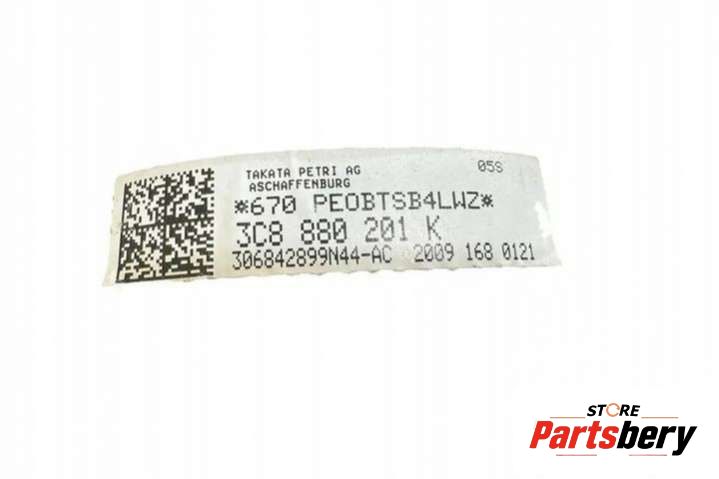 TAKATA PETRI AG 05S
ASCHAFFENBURG
*670 PEOBTSB4LWZ*
3C8 880 201 K
306842899N44-AC 2009 168 0121
STORE
Partsbery